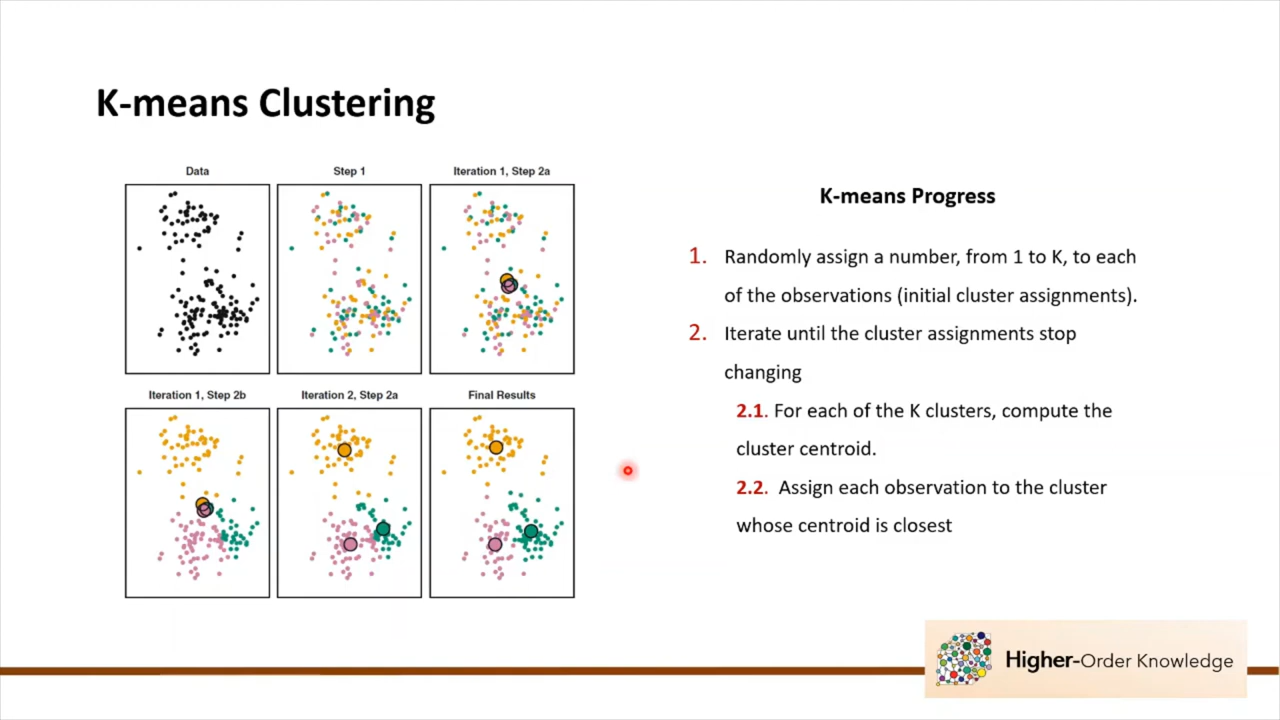 K-means Clustering
Data
Step 1
Iteration 1, Step 2a
Iteration 1, Step 2b
Iteration 2, Step 2a
Final Results
K-means Progress
1. Randomly assign a number, from 1 to K, to each
of the observations (initial cluster assignments).
2. Iterate until the cluster assignments stop
changing
2.1. For each of the K clusters, compute the
cluster centroid.
2.2. Assign each observation to the cluster
whose centroid is closest
Higher-Order Knowledge